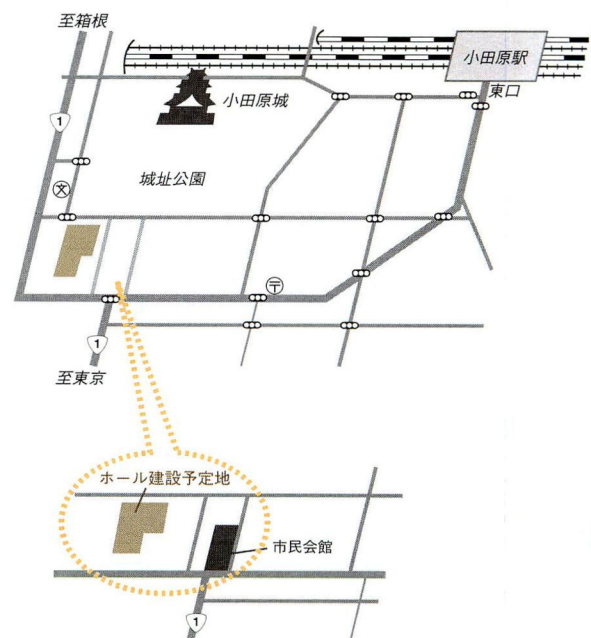 至箱根
小田原駅
東口
小田原城
1
城址公園
文
〒
1
至東京
ホール建設予定地
市民会館
1